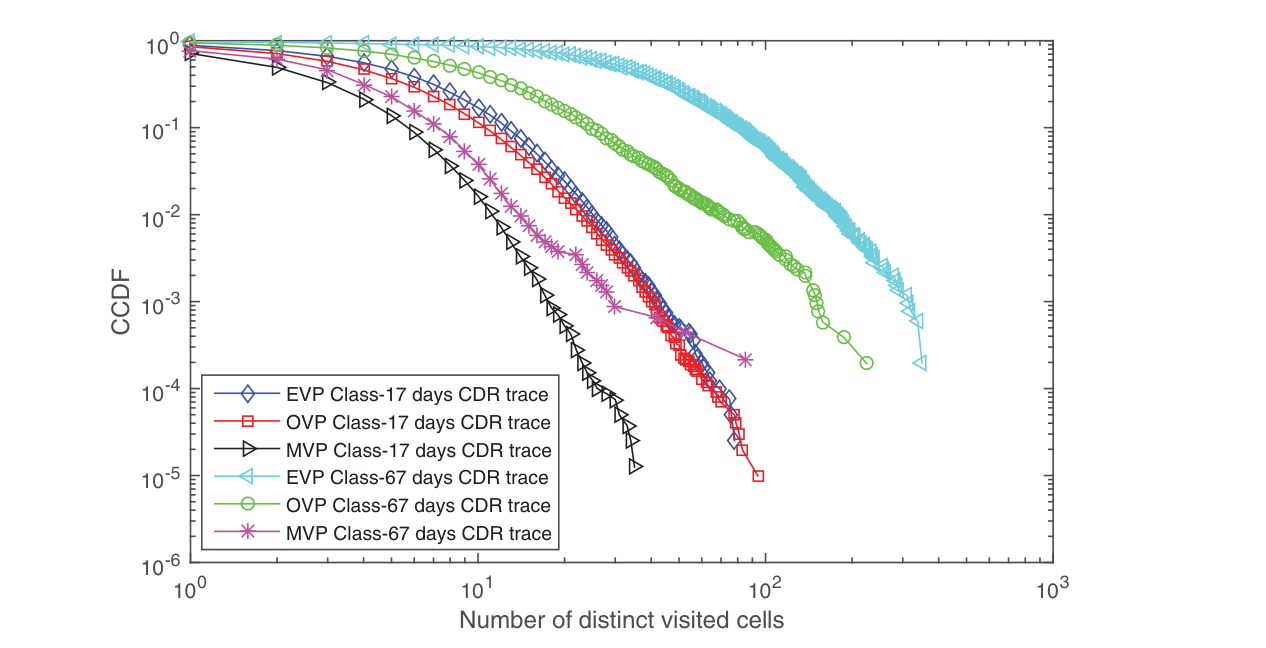 10^0
10^-1
10^-2
10^-3
10^-4
10^-5
10^-6
CCDF
EVP Class-17 days CDR trace
OVP Class-17 days CDR trace
MVP Class-17 days CDR trace
EVP Class-67 days CDR trace
OVP Class-67 days CDR trace
MVP Class-67 days CDR trace
10^0 10^1 10^2 10^3
Number of distinct visited cells